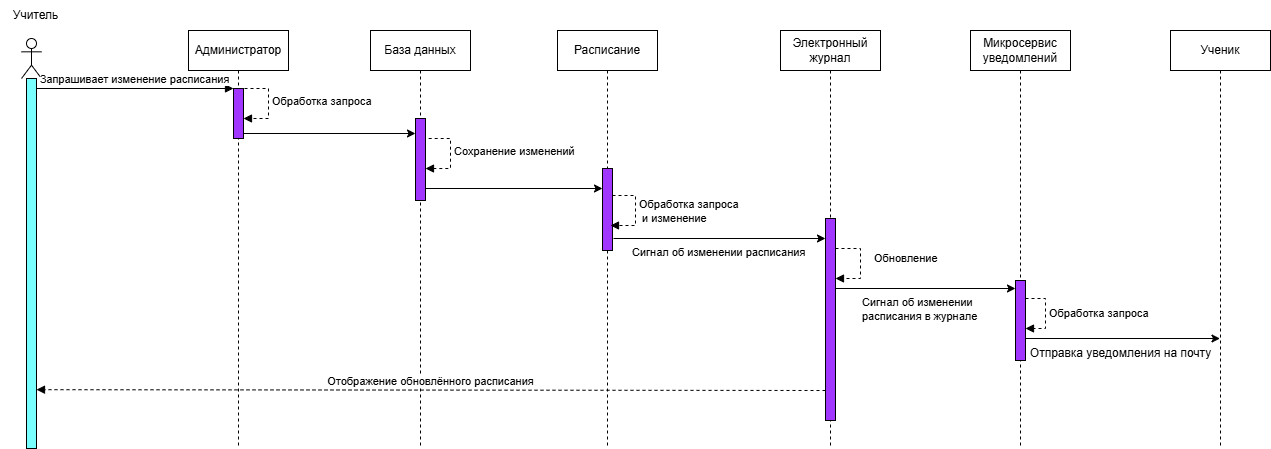 Учитель
Администратор
База данных
Расписание
Электронный
журнал
Микросервис
уведомлений
Ученик
Запрашивает изменение расписания
Обработка запроса
Сохранение изменений
Обработка запроса
и изменение
Сигнал об изменении расписания
Обновление
Сигнал об изменении
расписания в журнале
Обработка запроса
Отправка уведомления на почту
Отображение обновлённого расписания